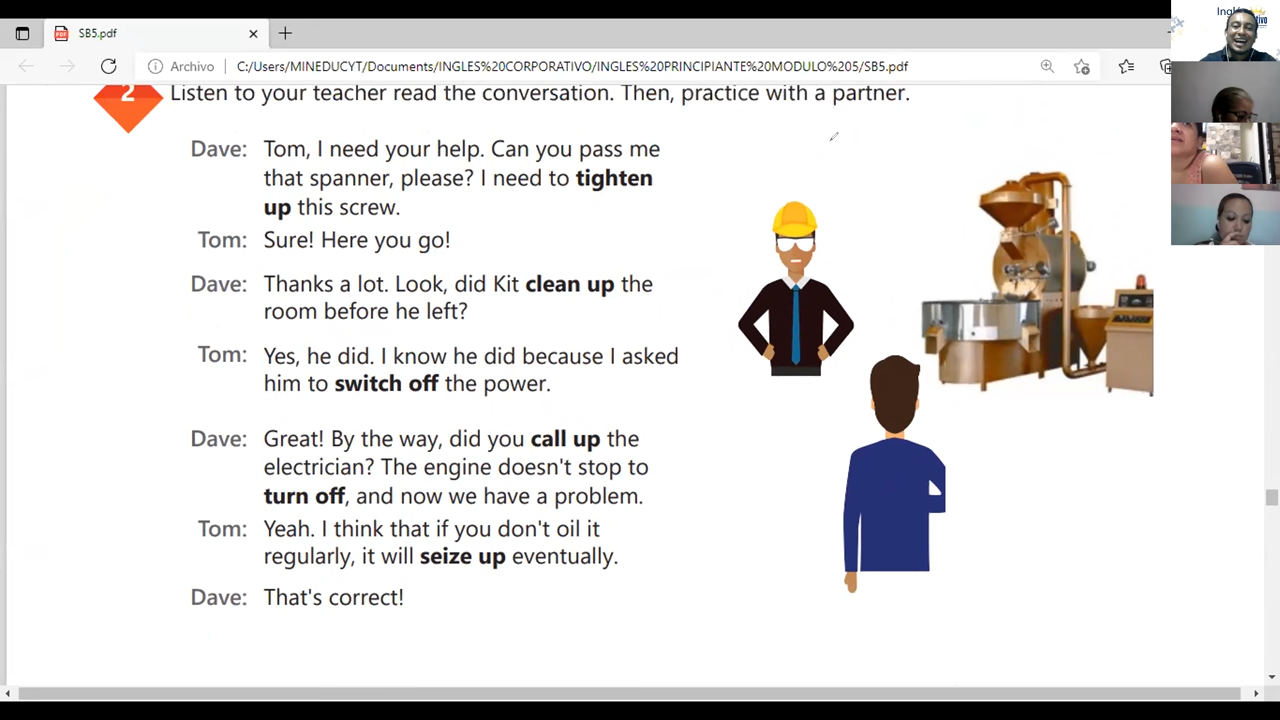 SB5.pdf
Archivo
C:/Users/MINEDUCYT/Documents/INGLES%20CORPORATIVO/INGLES%20PRINCIPIANTE%20MODULO%205/SB5.pdf
2 Listen to your teacher read the conversation. Then, practice with a partner.
Dave: Tom, I need your help. Can you pass me
that spanner, please? I need to tighten
up this screw.
Tom: Sure! Here you go!
Dave: Thanks a lot. Look, did Kit clean up the
room before he left?
Tom: Yes, he did. I know he did because I asked
him to switch off the power.
Dave: Great! By the way, did you call up the
electrician? The engine doesn't stop to
turn off, and now we have a problem.
Tom: Yeah. I think that if you don't oil it
regularly, it will seize up eventually.
Dave: That's correct!